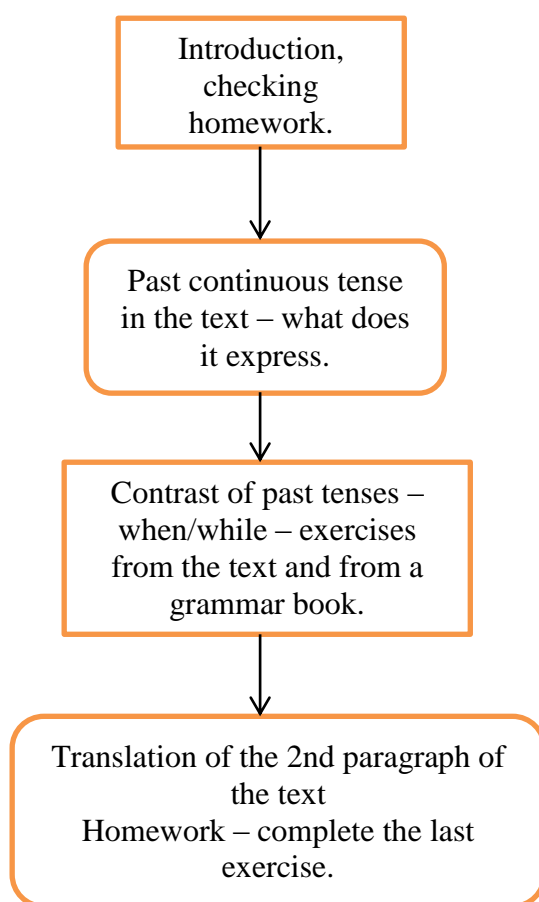 Introduction,
checking
homework.
Past continuous tense
in the text – what does
it express.
Contrast of past tenses –
when/while – exercises
from the text and from a
grammar book.
Translation of the 2nd paragraph of
the text
Homework – complete the last
exercise.